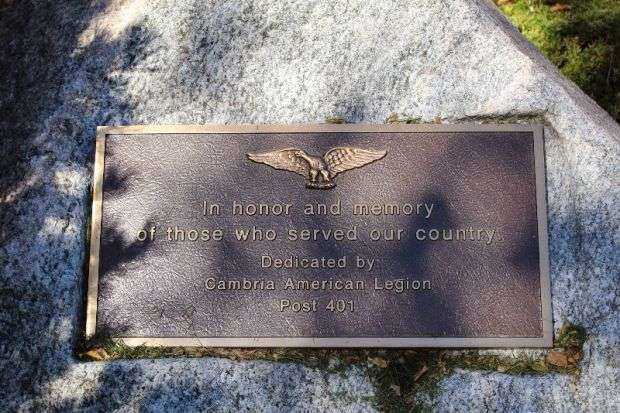 In honor and memory
of those who served our country.
Dedicated by
Cambria American Legion
Post 401